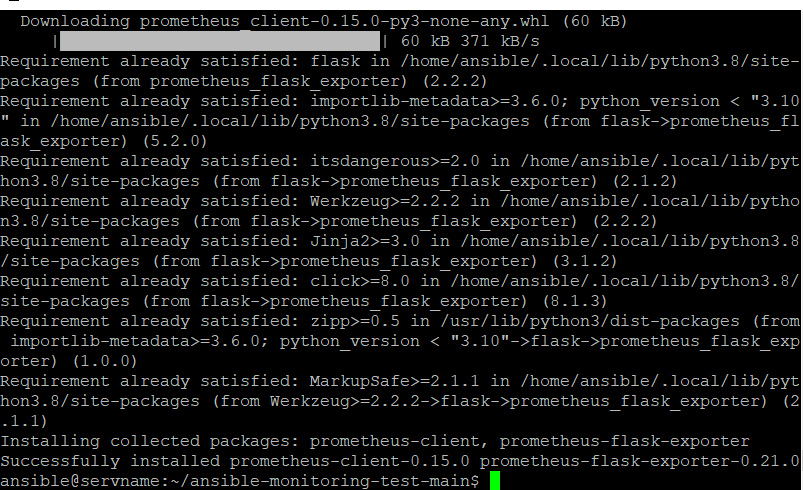 Downloading prometheus_client-0.15.0-py3-none-any.whl (60 kB)
| | 60 kB 371 kB/s
Requirement already satisfied: flask in /home/ansible/.local/lib/python3.8/site-
packages (from prometheus_flask_exporter) (2.2.2)
Requirement already satisfied: importlib-metadata>=3.6.0; python_version < "3.10
" in /home/ansible/.local/lib/python3.8/site-packages (from flask->prometheus_fl
ask_exporter) (5.2.0)
Requirement already satisfied: itsdangerous>=2.0 in /home/ansible/.local/lib/pyt
hon3.8/site-packages (from flask->prometheus_flask_exporter) (2.1.2)
Requirement already satisfied: Werkzeug>=2.2.2 in /home/ansible/.local/lib/pytho
n3.8/site-packages (from flask->prometheus_flask_exporter) (2.2.2)
Requirement already satisfied: Jinja2>=3.0 in /home/ansible/.local/lib/python3.8
/site-packages (from flask->prometheus_flask_exporter) (3.1.2)
Requirement already satisfied: click>=8.0 in /home/ansible/.local/lib/python3.8/
site-packages (from flask->prometheus_flask_exporter) (8.1.3)
Requirement already satisfied: zipp>=0.5 in /usr/lib/python3/dist-packages (from
 importlib-metadata>=3.6.0; python_version < "3.10"->flask->prometheus_flask_exp
orter) (1.0.0)
Requirement already satisfied: MarkupSafe>=2.1.1 in /home/ansible/.local/lib/pyt
hon3.8/site-packages (from Werkzeug>=2.2.2->flask->prometheus_flask_exporter) (2
.1.1)
Installing collected packages: prometheus-client, prometheus-flask-exporter
Successfully installed prometheus-client-0.15.0 prometheus-flask-exporter-0.21.0
ansible@servname:~/ansible-monitoring-test-main$